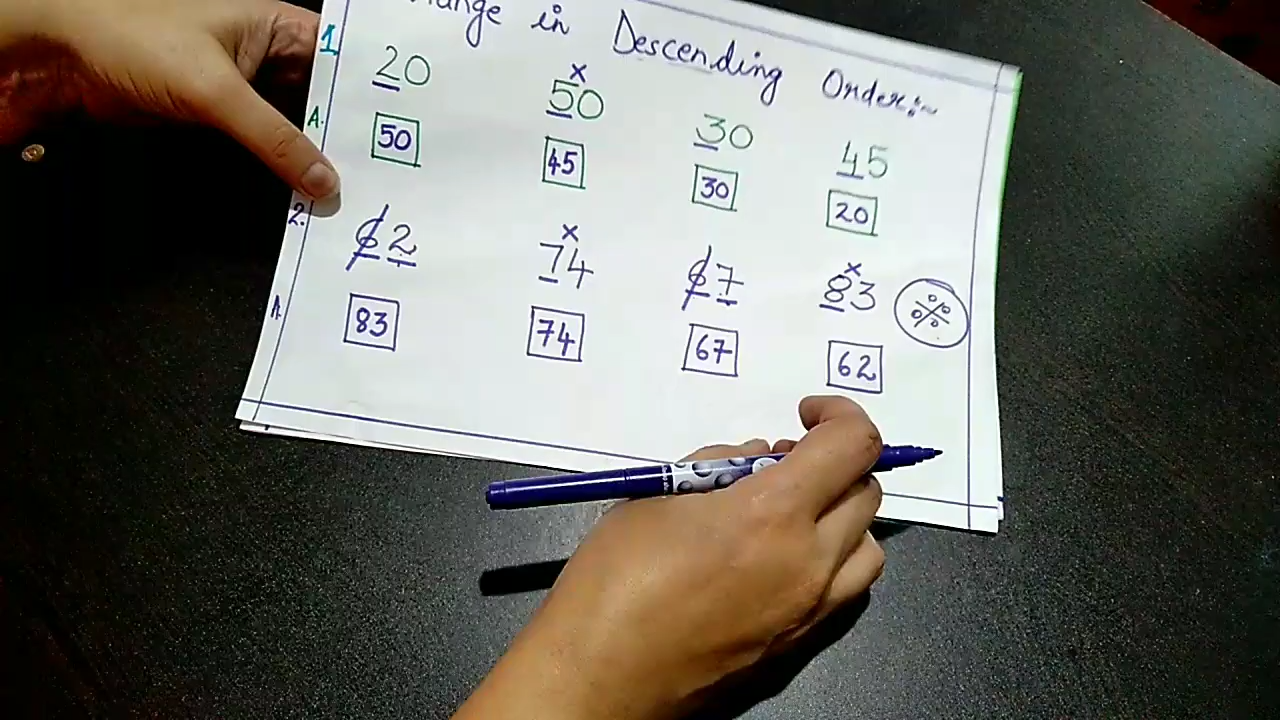 in Descending Order:~
1. 20 50 30 45
A. 50 45 30 20
2. 62 74 67 83
A. 83 74 67 62